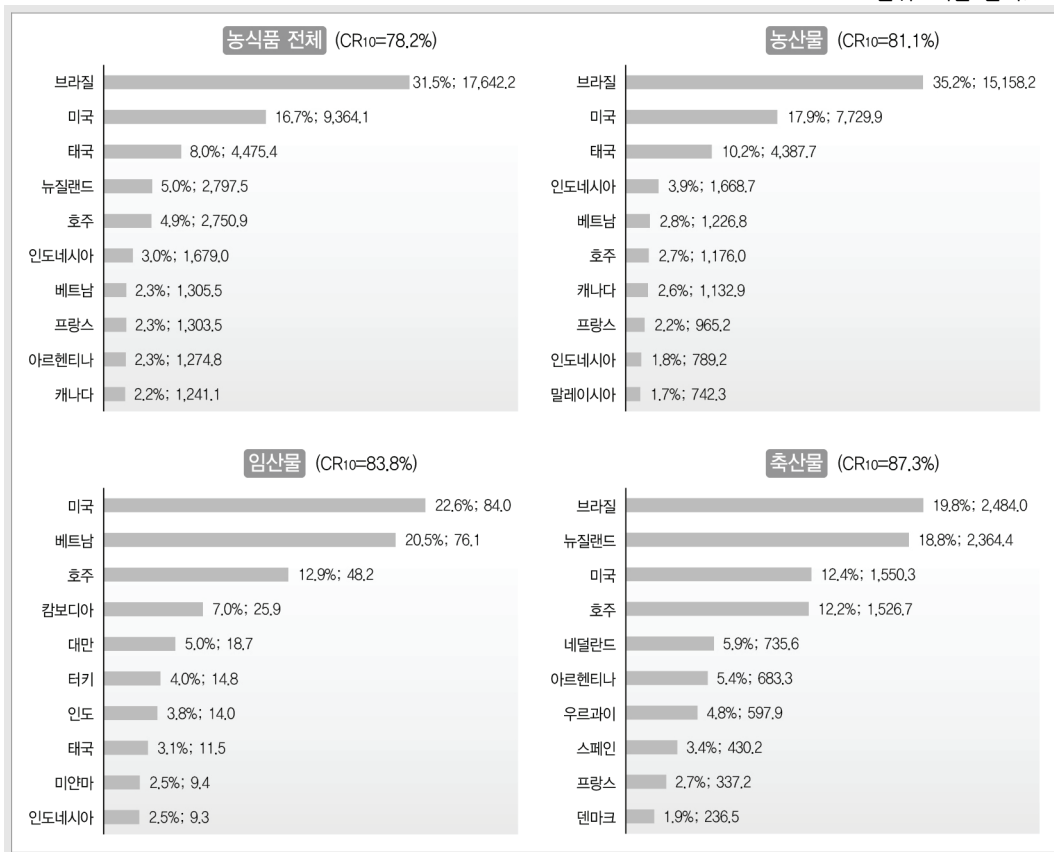 농식품 전체 (CR10=78.2%)
브라질 31.5%; 17,642.2
미국 16.7%; 9,364.1
태국 8.0%; 4,475.4
뉴질랜드 5.0%; 2,797.5
호주 4.9%; 2,750.9
인도네시아 3.0%; 1,679.0
베트남 2.3%; 1,305.5
프랑스 2.3%; 1,303.5
아르헨티나 2.3%; 1,274.8
캐나다 2.2%; 1,241.1
농산물 (CR10=81.1%)
브라질 35.2%; 15,158.2
미국 17.9%; 7,729.9
태국 10.2%; 4,387.7
인도네시아 3.9%; 1,668.7
베트남 2.8%; 1,226.8
호주 2.7%; 1,176.0
캐나다 2.6%; 1,132.9
프랑스 2.2%; 965.2
인도네시아 1.8%; 789.2
말레이시아 1.7%; 742.3
임산물 (CR10=83.8%)
미국 22.6%; 84.0
베트남 20.5%; 76.1
호주 12.9%; 48.2
캄보디아 7.0%; 25.9
대만 5.0%; 18.7
터키 4.0%; 14.8
인도 3.8%; 14.0
태국 3.1%; 11.5
미얀마 2.5%; 9.4
인도네시아 2.5%; 9.3
축산물 (CR10=87.3%)
브라질 19.8%; 2,484.0
뉴질랜드 18.8%; 2,364.4
미국 12.4%; 1,550.3
호주 12.2%; 1,526.7
네덜란드 5.9%; 735.6
아르헨티나 5.4%; 683.3
우르과이 4.8%; 597.9
스페인 3.4%; 430.2
프랑스 2.7%; 337.2
덴마크 1.9%; 236.5